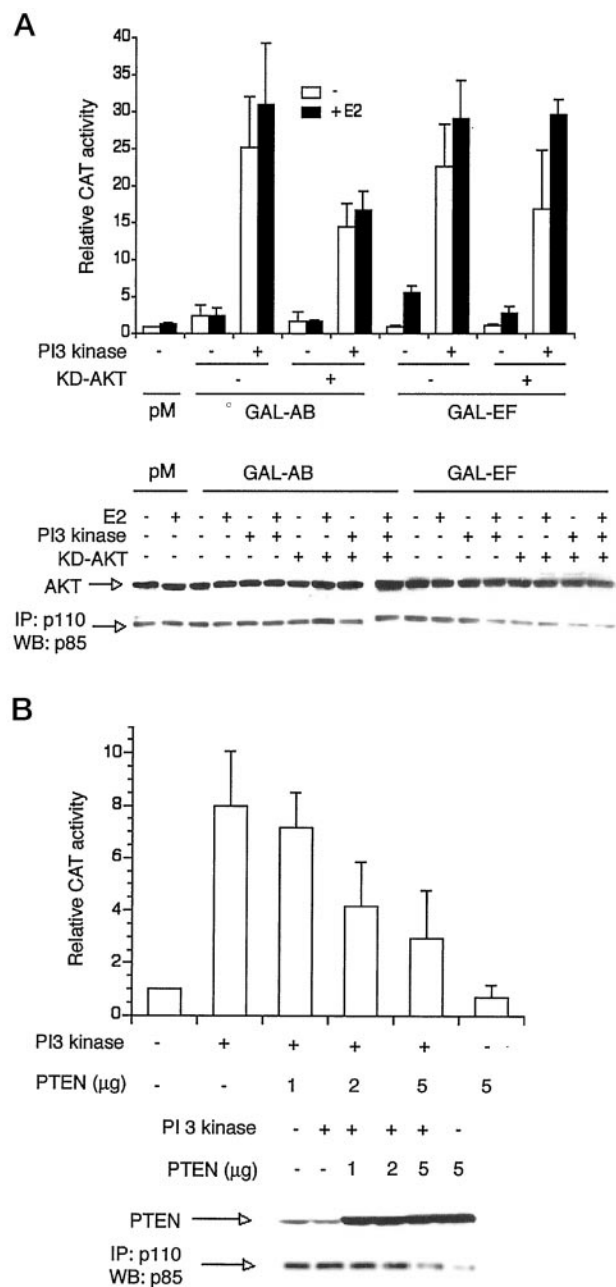 A
40
35
30
25
20
15
10
5
0
Relative CAT activity
-
+E2
PI3 kinase - - + - + - + - +
KD-AKT - + - +
pM GAL-AB GAL-EF
pM GAL-AB GAL-EF
E2 - + - + - + - + - + - + - + - + - +
PI3 kinase - - - - + + - - + + - - + + - - + +
KD-AKT - - - - - - + + + + - - - - + + + +
AKT
IP: p110
WB: p85
B
10
8
6
4
2
0
Relative CAT activity
PI3 kinase - + + + + -
PTEN (µg) - - 1 2 5 5
PI 3 kinase - + + + + -
PTEN (µg) - - 1 2 5 5
PTEN
IP: p110
WB: p85